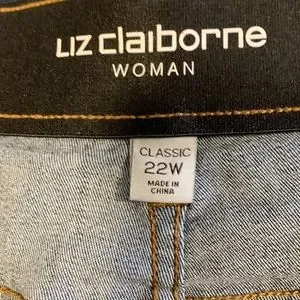 LIZ claiborne
WOMAN
CLASSIC
22W
MADE IN
CHINA